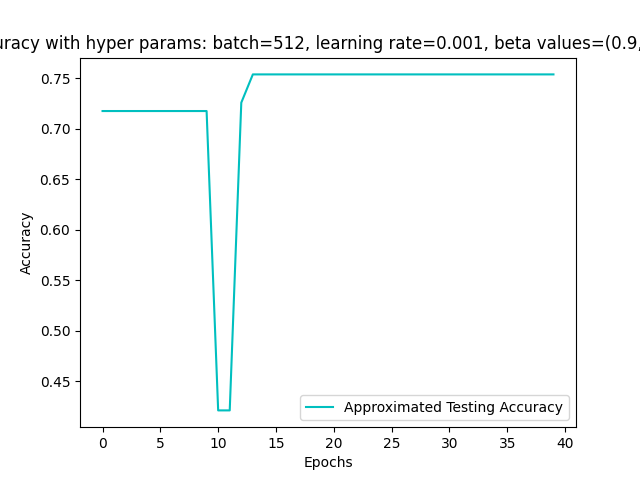 uracy with hyper params: batch=512, learning rate=0.001, beta values=(0.9,
0.75
0.70
0.65
0.60
0.55
0.50
0.45
Accuracy
Approximated Testing Accuracy
0 5 10 15 20 25 30 35 40
Epochs